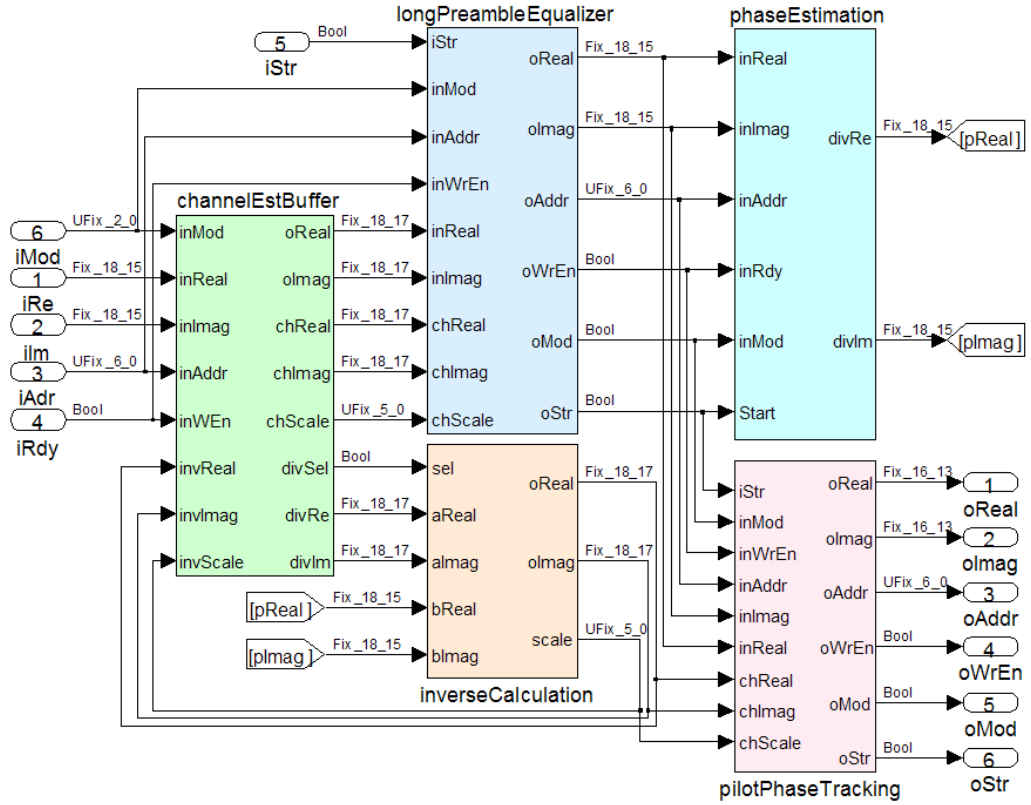 longPreambleEqualizer
phaseEstimation
5
iStr
Bool
iStr
inMod
inAddr
inWrEn
inReal
inImag
chReal
chImag
chScale
oReal
oImag
oAddr
oWrEn
oMod
oStr
Fix_18_15
Fix_18_15
UFix_6_0
Bool
Bool
Bool
inReal
inImag
inAddr
inRdy
inMod
Start
divRe
divIm
Fix_18_15
[pReal]
Fix_18_15
[pImag]
channelEstBuffer
6
iMod
UFix_2_0
1
iRe
Fix_18_15
2
iIm
Fix_18_15
3
iAdr
UFix_6_0
4
iRdy
Bool
inMod
inReal
inImag
inAddr
inWEn
invReal
invImag
invScale
oReal
oImag
chReal
chImag
chScale
divSel
divRe
divIm
Fix_18_17
Fix_18_17
Fix_18_17
Fix_18_17
UFix_5_0
Bool
Fix_18_17
Fix_18_17
[pReal]
Fix_18_15
[pImag]
Fix_18_15
sel
aReal
aImag
bReal
bImag
oReal
oImag
scale
Fix_18_17
Fix_18_17
UFix_5_0
inverseCalculation
iStr
inMod
inWrEn
inAddr
inImag
inReal
chReal
chImag
chScale
oReal
oImag
oAddr
oWrEn
oMod
oStr
Fix_16_13
1
oReal
Fix_16_13
2
oImag
UFix_6_0
3
oAddr
Bool
4
oWrEn
Bool
5
oMod
Bool
6
oStr
pilotPhaseTracking